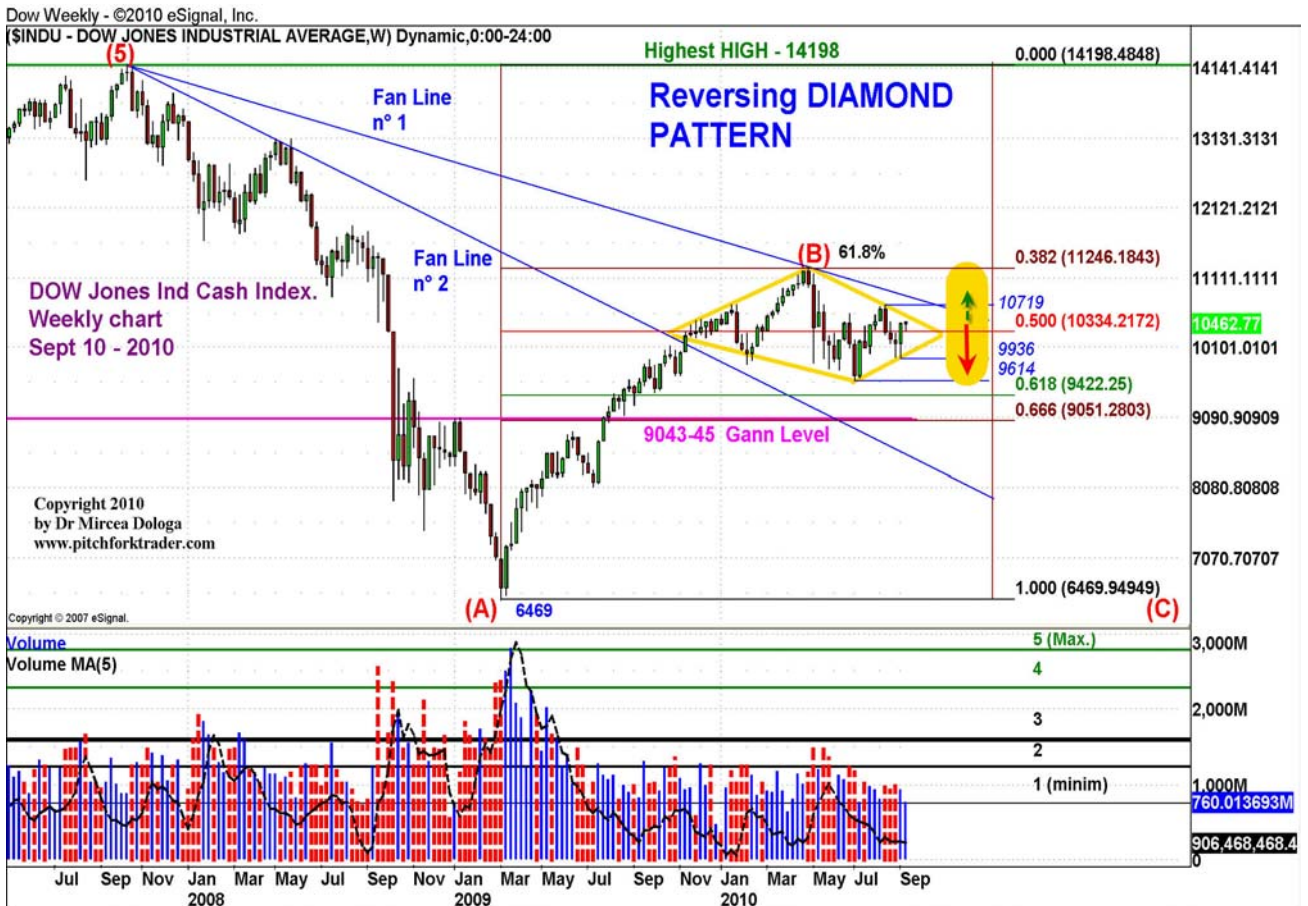 Dow Weekly - ©2010 eSignal, Inc.
($INDU - DOW JONES INDUSTRIAL AVERAGE,W) Dynamic,0:00-24:00
(5)
Highest HIGH - 14198
0.000 (14198.4848)
14141.4141
Fan Line
n° 1
Reversing DIAMOND
PATTERN
13131.3131
12121.2121
Fan Line
n° 2
(B)
61.8%
0.382 (11246.1843)
11111.1111
DOW Jones Ind Cash Index.
Weekly chart
Sept 10 - 2010
10719
0.500 (10334.2172)
10462.77
9936
10101.0101
9614
0.618 (9422.25)
0.666 (9051.2803)
9090.90909
9043-45 Gann Level
8080.80808
Copyright 2010
by Dr Mircea Dologa
www.pitchforktrader.com
7070.70707
1.000 (6469.94949)
(A)
6469
(C)
Copyright © 2007 eSignal.
Volume
Volume MA(5)
5 (Max.)
3,000M
4
3
2,000M
2
1 (minim)
1,000M
760.013693M
906,468,468.4
0
Jul Sep Nov Jan Mar May Jul Sep Nov Jan Mar May Jul Sep Nov Jan Mar May Jul Sep
2008 2009 2010